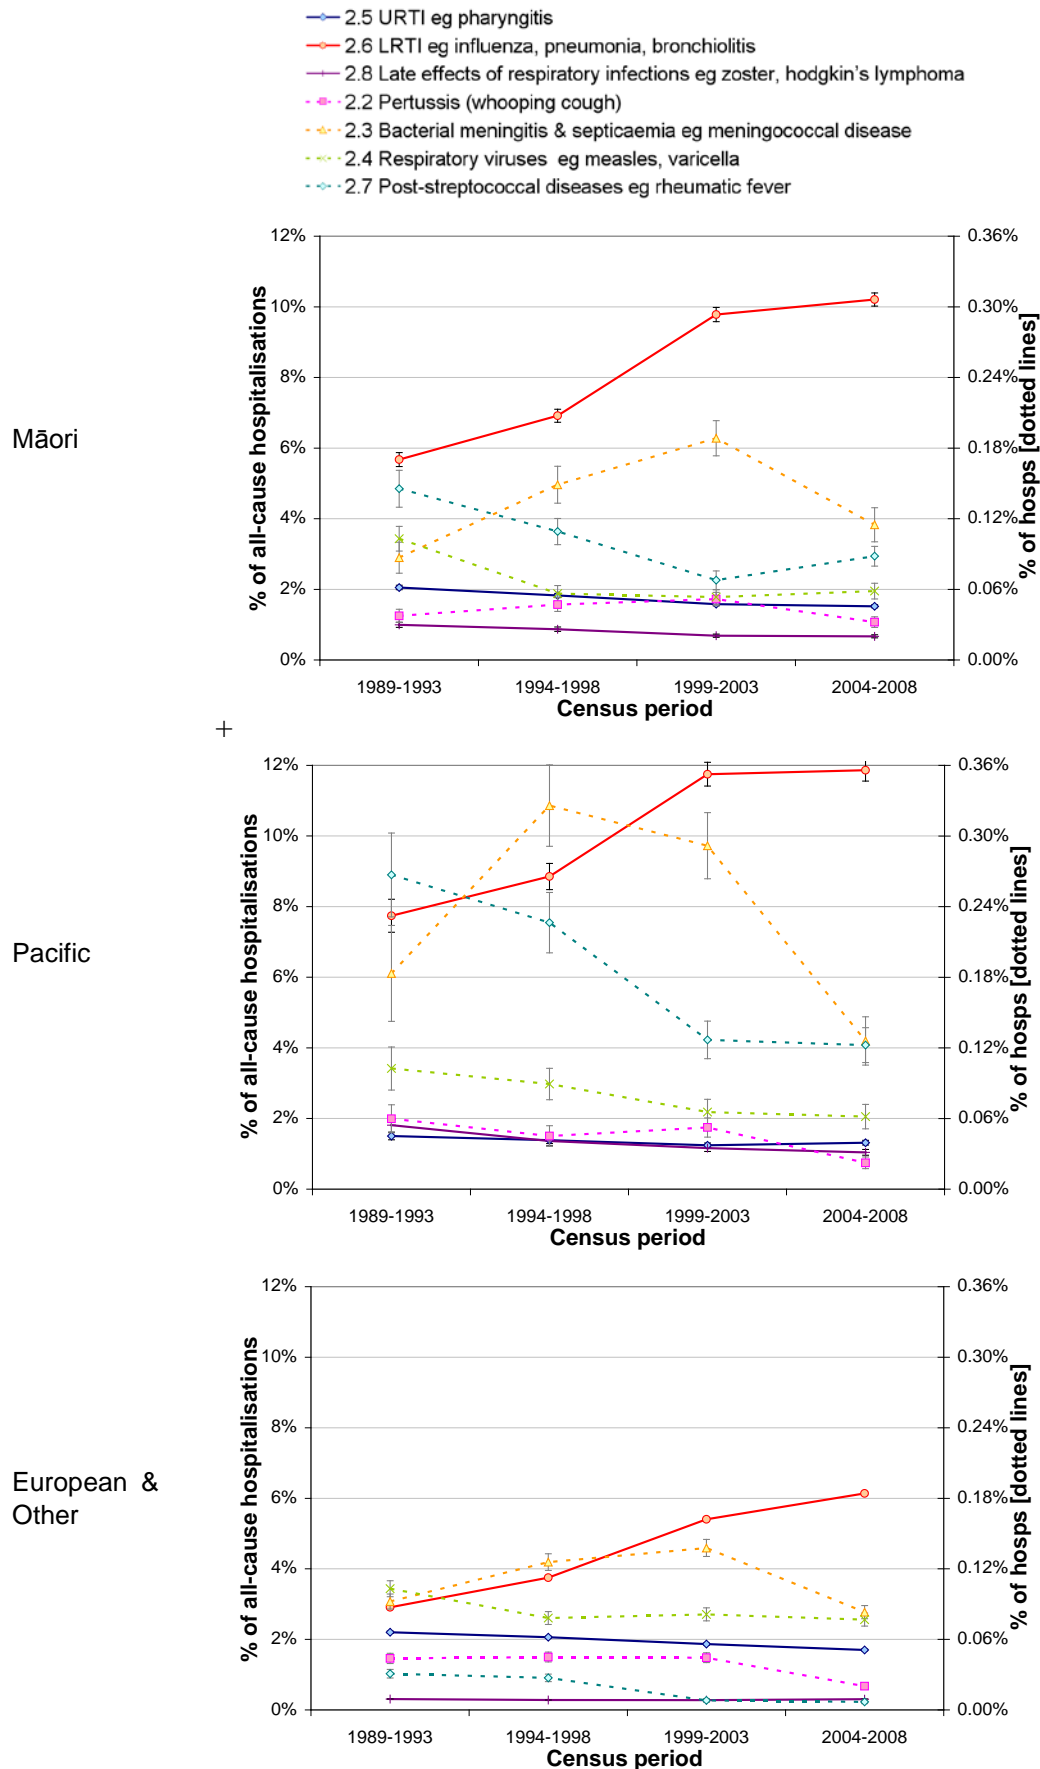 2.5 URTI eg pharyngitis
2.6 LRTI eg influenza, pneumonia, bronchiolitis
2.8 Late effects of respiratory infections eg zoster, hodgkin's lymphoma
2.2 Pertussis (whooping cough)
2.3 Bacterial meningitis & septicaemia eg meningococcal disease
2.4 Respiratory viruses eg measles, varicella
2.7 Post-streptococcal diseases eg rheumatic fever
Māori
% of all-cause hospitalisations
12%
10%
8%
6%
4%
2%
0%
0.36%
0.30%
0.24%
0.18%
0.12%
0.06%
0.00%
% of hosps [dotted lines]
1989-1993 1994-1998 1999-2003 2004-2008
Census period
+
Pacific
% of all-cause hospitalisations
12%
10%
8%
6%
4%
2%
0%
0.36%
0.30%
0.24%
0.18%
0.12%
0.06%
0.00%
% of hosps [dotted lines]
1989-1993 1994-1998 1999-2003 2004-2008
Census period
European &
Other
% of all-cause hospitalisations
12%
10%
8%
6%
4%
2%
0%
0.36%
0.30%
0.24%
0.18%
0.12%
0.06%
0.00%
% of hosps [dotted lines]
1989-1993 1994-1998 1999-2003 2004-2008
Census period